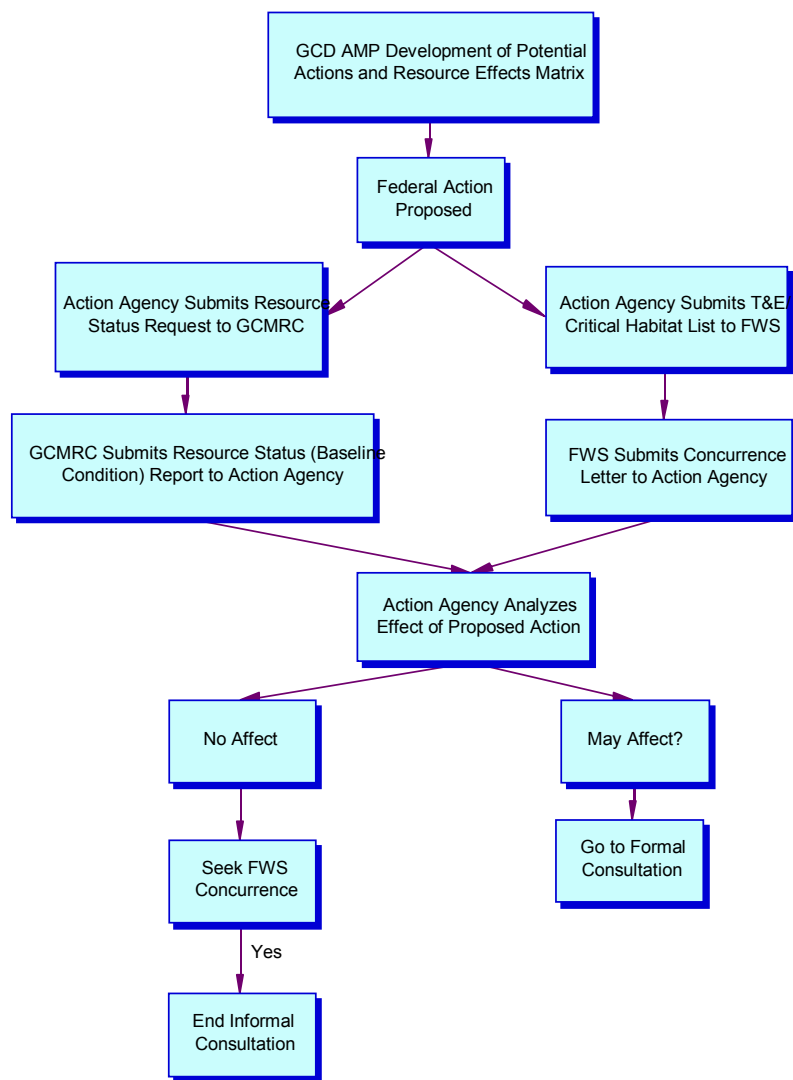 GCD AMP Development of Potential
Actions and Resource Effects Matrix
Federal Action
Proposed
Action Agency Submits Resource
Status Request to GCMRC
Action Agency Submits T&E/
Critical Habitat List to FWS
GCMRC Submits Resource Status (Baseline
Condition) Report to Action Agency
FWS Submits Concurrence
Letter to Action Agency
Action Agency Analyzes
Effect of Proposed Action
No Affect
May Affect?
Seek FWS
Concurrence
Go to Formal
Consultation
Yes
End Informal
Consultation